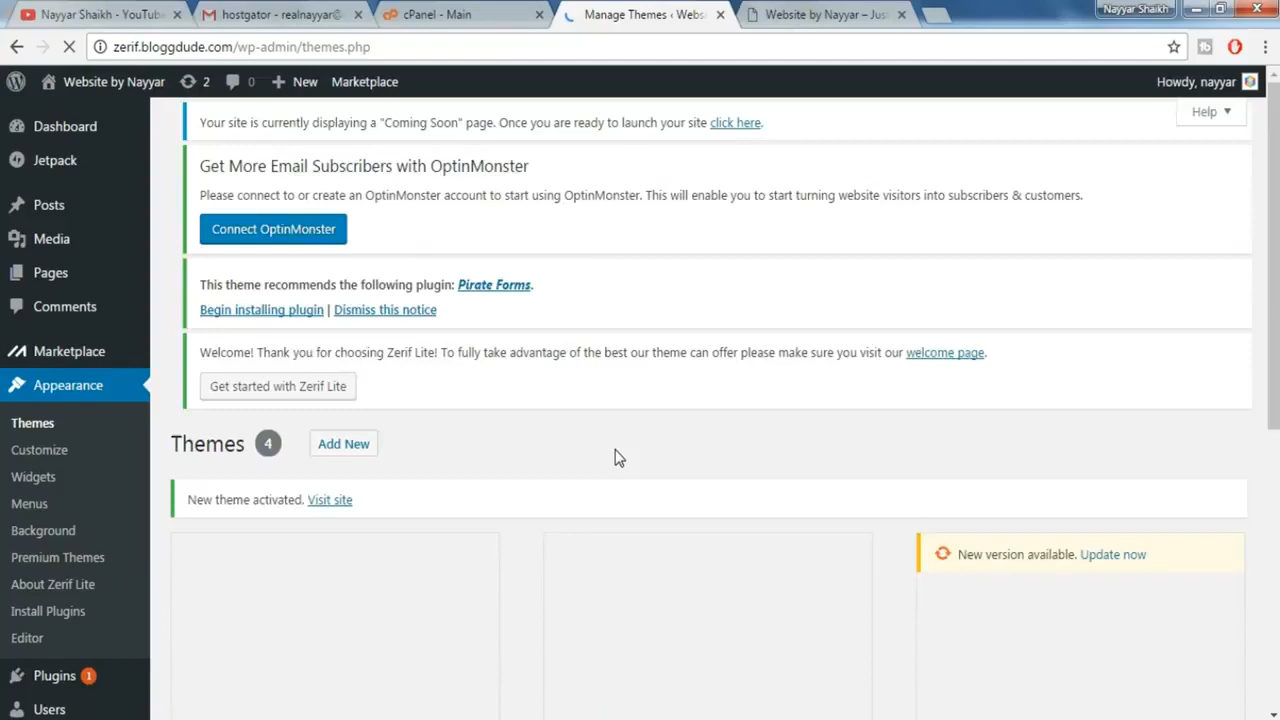 Nayyar Shaikh - YouTube
hostgator - realnayyar@
cPanel - Main
Manage Themes ‹ Webs
Website by Nayyar – Jus
Nayyar Shaikh
zerif.bloggdude.com/wp-admin/themes.php
Website by Nayyar 2 0 New Marketplace Howdy, nayyar
Help
Dashboard
Jetpack
Posts
Media
Pages
Comments
Marketplace
Appearance
Themes
Customize
Widgets
Menus
Background
Premium Themes
About Zerif Lite
Install Plugins
Editor
Plugins 1
Users
Your site is currently displaying a "Coming Soon" page. Once you are ready to launch your site click here.
Get More Email Subscribers with OptinMonster
Please connect to or create an OptinMonster account to start using OptinMonster. This will enable you to start turning website visitors into subscribers & customers.
Connect OptinMonster
This theme recommends the following plugin: Pirate Forms.
Begin installing plugin | Dismiss this notice
Welcome! Thank you for choosing Zerif Lite! To fully take advantage of the best our theme can offer please make sure you visit our welcome page.
Get started with Zerif Lite
Themes 4 Add New
New theme activated. Visit site
New version available. Update now